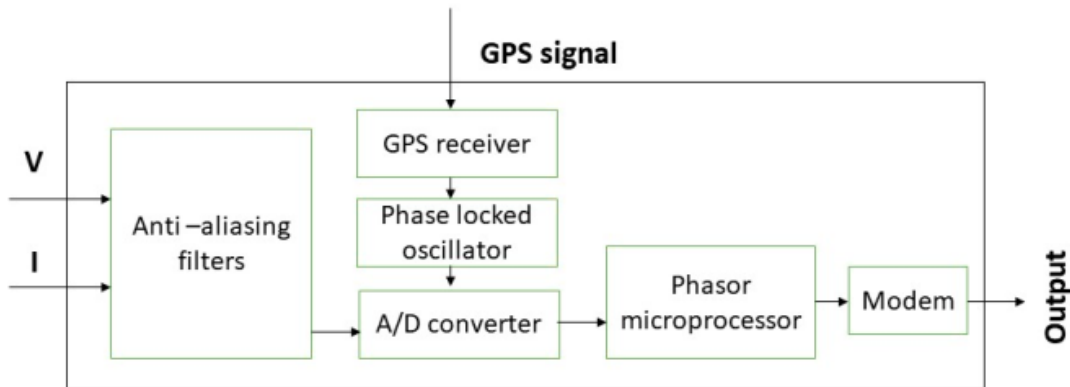 GPS signal
GPS receiver
V
Anti –aliasing
filters
I
Phase locked
oscillator
A/D converter
Phasor
microprocessor
Modem
Output